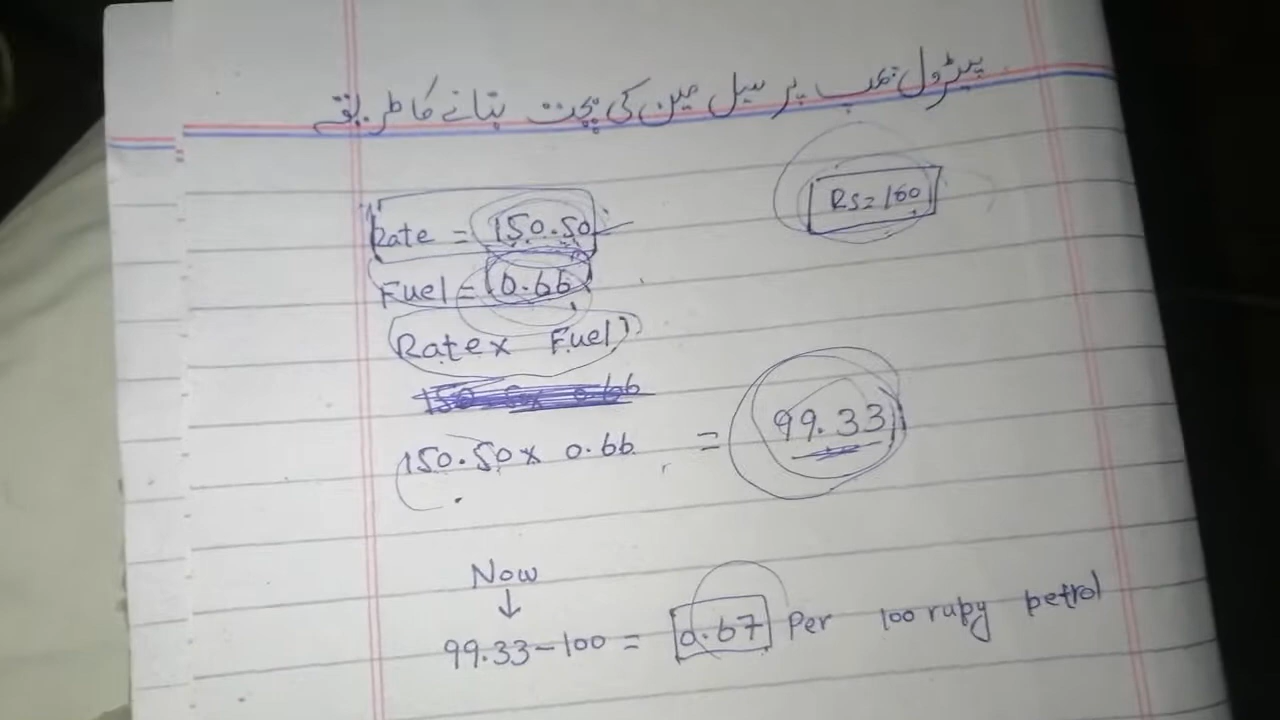 پیٹرول پمپ پر سیل مین کی بچت بتانے کا طریقہ
Rs=100
Rate = 150.50
Fuel = 0.66
Rate x Fuel
150.50x 0.66
150.50x 0.66 = 99.33
Now
↓
99.33-100 = 0.67 Per 100 rupy petrol